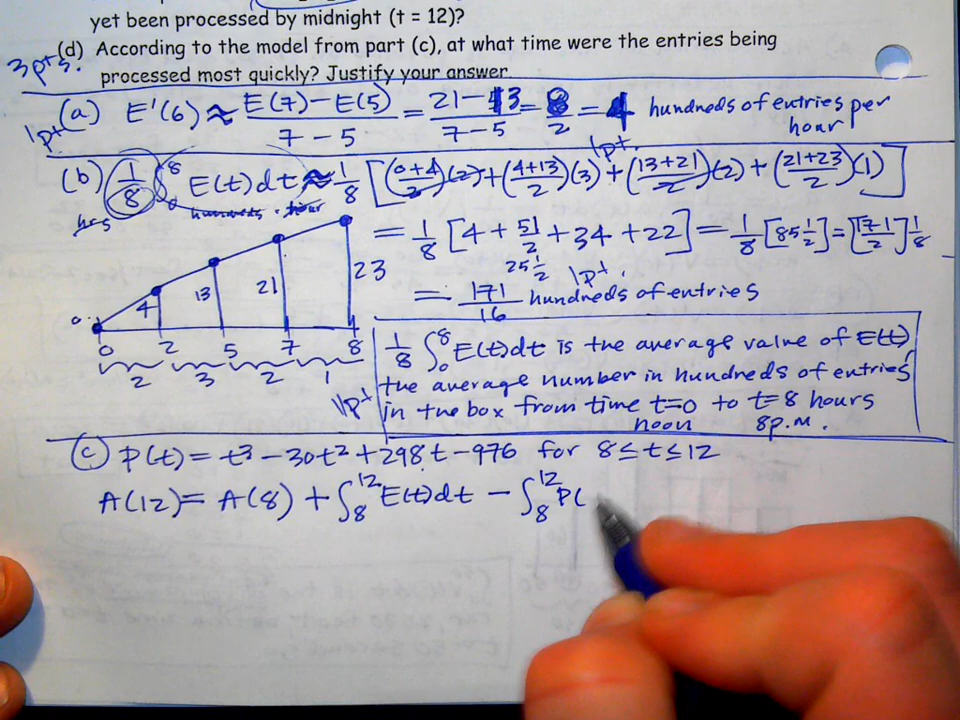 yet been processed by midnight (t = 12)?
(d) According to the model from part (c), at what time were the entries being
3pts. processed most quickly? Justify your answer.
1pt. (a) E'(6) ≈ E(7)-E(5) / 7-5 = 21-13 / 7-5 = 8/2 = 4 hundreds of entries per hour
1pt.
(b) 1/8 ∫₀⁸ E(t)dt ≈ 1/8 [(0+4)/2 (2) + (4+13)/2 (3) + (13+21)/2 (2) + (21+23)/2 (1)]
hrs hundreds · hour
= 1/8 [4 + 51/2 + 34 + 22] = 1/8 [85 1/2] = [171/2] 1/8
25 1/2 1pt.
= 171/16 hundreds of entries
0 4 13 21 23
0 2 5 7 8
2 3 2 1
1/8 ∫₀⁸ E(t)dt is the average value of E(t)
the average number in hundreds of entries
1pt in the box from time t=0 to t=8 hours
noon 8p.m.
(c) P(t) = t³ - 30t² + 298t - 976 for 8≤t≤12
A(12) = A(8) + ∫₈¹² E(t)dt - ∫₈¹² P(